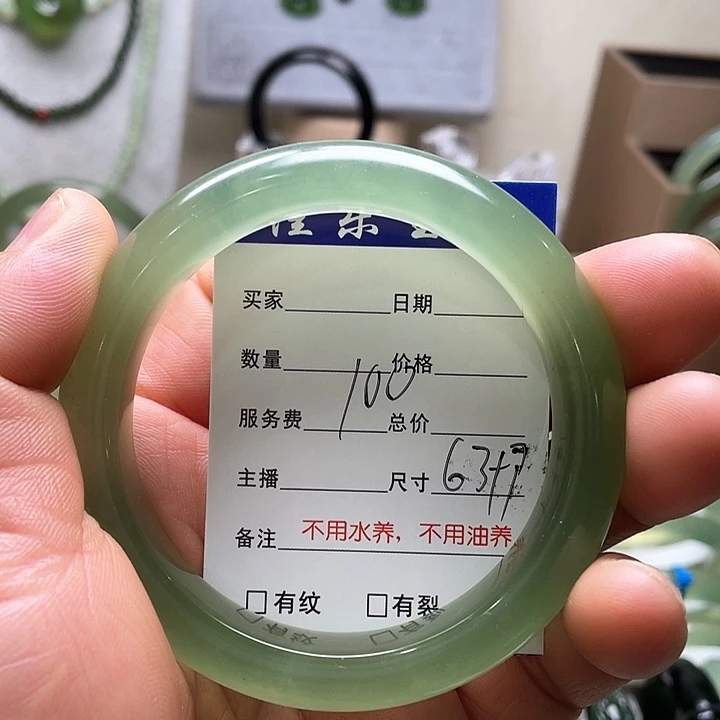 买家 日期
数量 价格
100
服务费 总价
主播 尺寸 63+7
备注 不用水养，不用油养
□有纹 □有裂